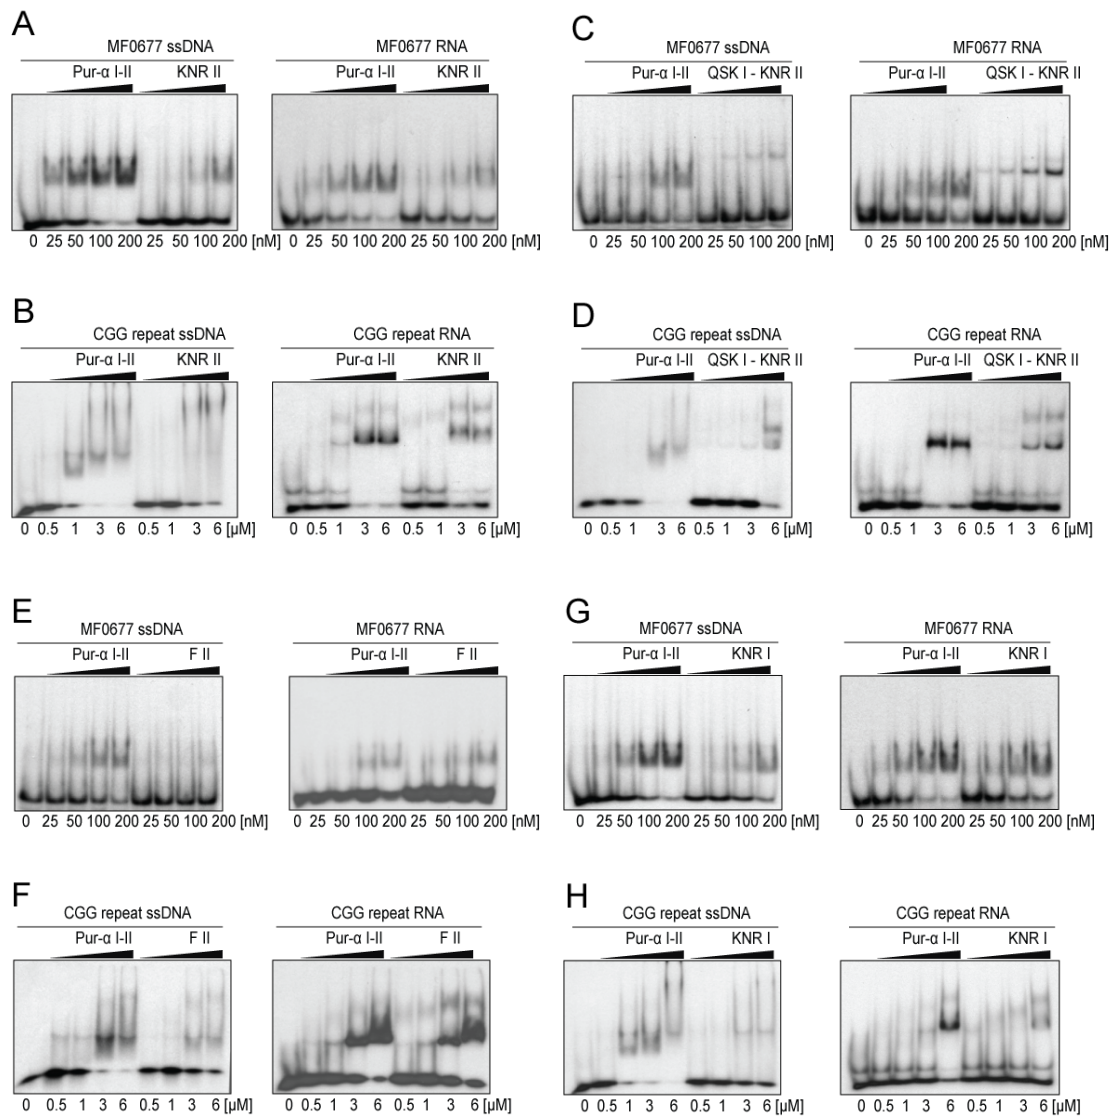 A
MF0677 ssDNA
Pur-α I-II KNR II
0 25 50 100 200 25 50 100 200 [nM]
MF0677 RNA
Pur-α I-II KNR II
0 25 50 100 200 25 50 100 200 [nM]
C
MF0677 ssDNA
Pur-α I-II QSK I - KNR II
0 25 50 100 200 25 50 100 200 [nM]
MF0677 RNA
Pur-α I-II QSK I - KNR II
0 25 50 100 200 25 50 100 200 [nM]
B
CGG repeat ssDNA
Pur-α I-II KNR II
0 0.5 1 3 6 0.5 1 3 6 [µM]
CGG repeat RNA
Pur-α I-II KNR II
0 0.5 1 3 6 0.5 1 3 6 [µM]
D
CGG repeat ssDNA
Pur-α I-II QSK I - KNR II
0 0.5 1 3 6 0.5 1 3 6 [µM]
CGG repeat RNA
Pur-α I-II QSK I - KNR II
0 0.5 1 3 6 0.5 1 3 6 [µM]
E
MF0677 ssDNA
Pur-α I-II F II
0 25 50 100 200 25 50 100 200 [nM]
MF0677 RNA
Pur-α I-II F II
0 25 50 100 200 25 50 100 200 [nM]
G
MF0677 ssDNA
Pur-α I-II KNR I
0 25 50 100 200 25 50 100 200 [nM]
MF0677 RNA
Pur-α I-II KNR I
0 25 50 100 200 25 50 100 200 [nM]
F
CGG repeat ssDNA
Pur-α I-II F II
0 0.5 1 3 6 0.5 1 3 6 [µM]
CGG repeat RNA
Pur-α I-II F II
0 0.5 1 3 6 0.5 1 3 6 [µM]
H
CGG repeat ssDNA
Pur-α I-II KNR I
0 0.5 1 3 6 0.5 1 3 6 [µM]
CGG repeat RNA
Pur-α I-II KNR I
0 0.5 1 3 6 0.5 1 3 6 [µM]